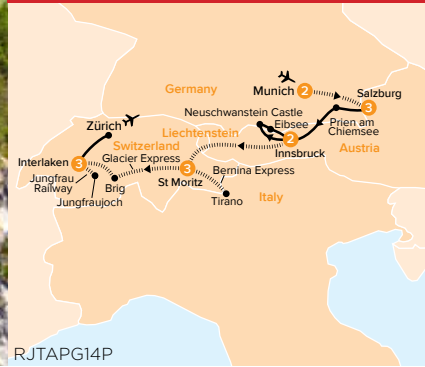 Germany
Munich 2
Salzburg
3
Neuschwanstein Castle
Eibsee
Prien am
Chiemsee
Zürich
Liechtenstein
2
Innsbruck
Austria
Switzerland
Interlaken 3
Glacier Express
3
St Moritz
Bernina Express
Jungfrau
Railway
Brig
Jungfraujoch
Tirano
Italy
RJTAPG14P